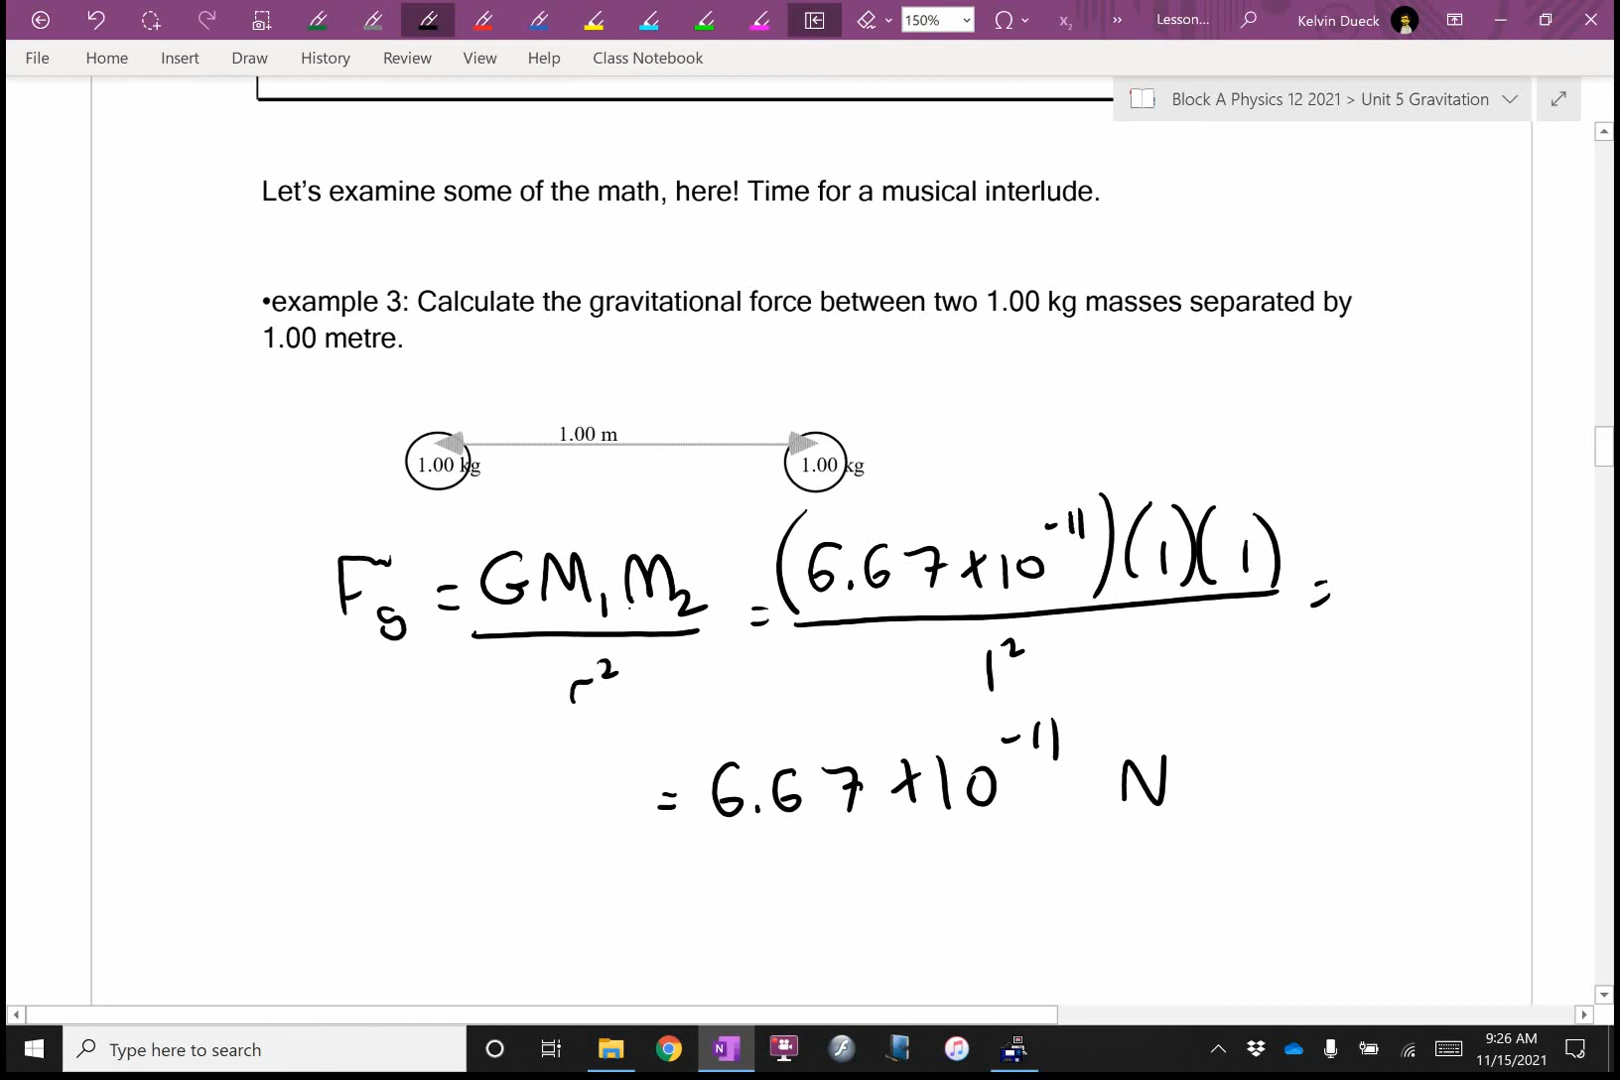 150% Ω x₂ » Lesson... Kelvin Dueck
File Home Insert Draw History Review View Help Class Notebook
Block A Physics 12 2021 > Unit 5 Gravitation
Let’s examine some of the math, here! Time for a musical interlude.
•example 3: Calculate the gravitational force between two 1.00 kg masses separated by
1.00 metre.
1.00 m
1.00 kg 1.00 kg
Fg = GM₁M₂ / r² = (6.67×10⁻¹¹)(1)(1) / 1² =
= 6.67×10⁻¹¹ N
Type here to search
9:26 AM
11/15/2021